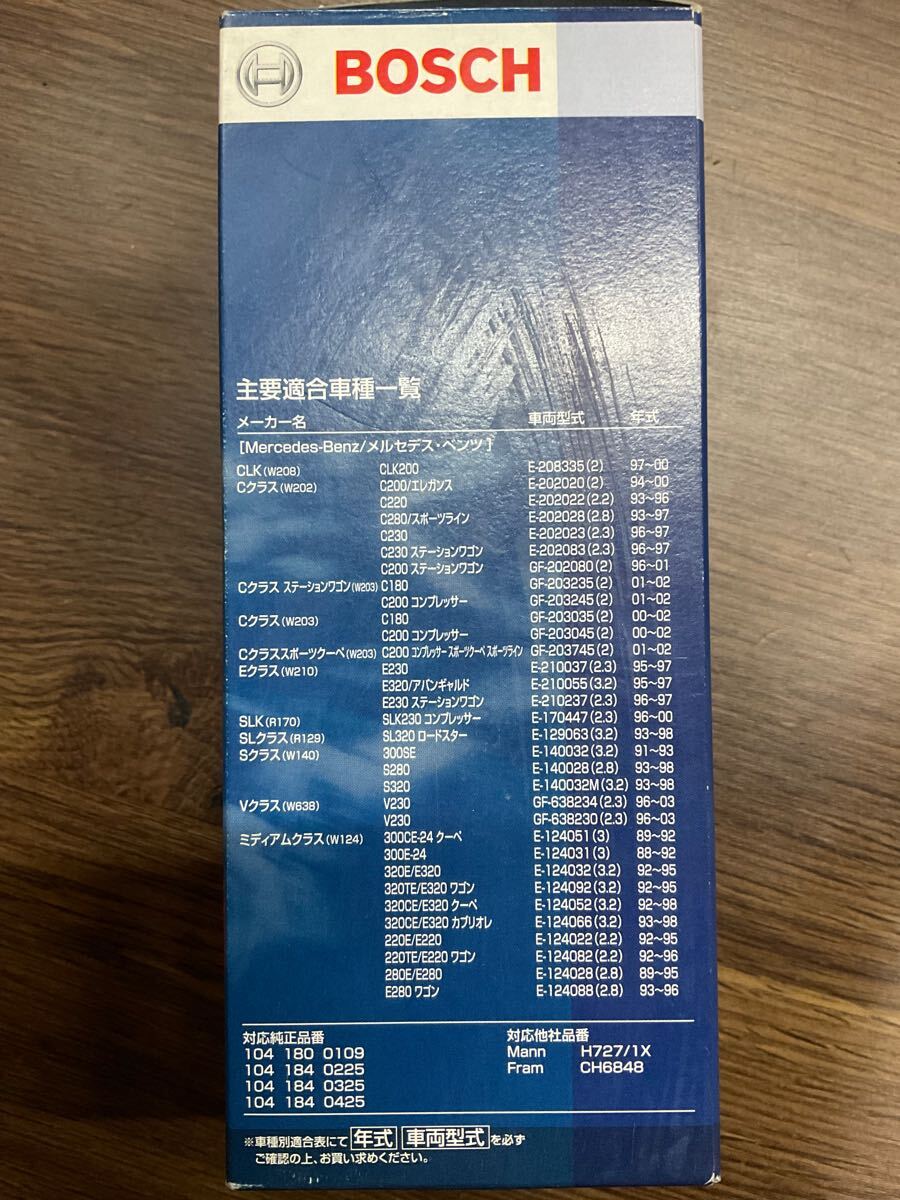 BOSCH
主要適合車種一覧
メーカー名 車両型式 年式
[Mercedes-Benz/メルセデス・ベンツ]
CLK(W208) CLK200 E-208335(2) 97~00
Cクラス(W202) C200/エレガンス E-202020(2) 94~00
C220 E-202022(2.2) 93~96
C280/スポーツライン E-202028(2.8) 93~97
C230 E-202023(2.3) 96~97
C230 ステーションワゴン E-202083(2.3) 96~97
C200 ステーションワゴン GF-202080(2) 96~01
Cクラス ステーションワゴン(W203) C180 GF-203235(2) 01~02
C200 コンプレッサー GF-203245(2) 01~02
Cクラス(W203) C180 GF-203035(2) 00~02
C200 コンプレッサー GF-203045(2) 00~02
Cクラススポーツクーペ(W203) C200 コンプレッサー スポーツクーペ スポーツライン GF-203745(2) 01~02
Eクラス(W210) E230 E-210037(2.3) 95~97
E320/アバンギャルド E-210055(3.2) 95~97
E230 ステーションワゴン E-210237(2.3) 96~97
SLK(R170) SLK230 コンプレッサー E-170447(2.3) 96~00
SLクラス(R129) SL320 ロードスター E-129063(3.2) 93~98
Sクラス(W140) 300SE E-140032(3.2) 91~93
S280 E-140028(2.8) 93~98
S320 E-140032M(3.2) 93~98
Vクラス(W638) V230 GF-638234(2.3) 96~03
V230 GF-638230(2.3) 96~03
ミディアムクラス(W124) 300CE-24 クーペ E-124051(3) 89~92
300E-24 E-124031(3) 88~92
320E/E320 E-124032(3.2) 92~95
320TE/E320 ワゴン E-124092(3.2) 92~95
320CE/E320 クーペ E-124052(3.2) 92~98
320CE/E320 カブリオレ E-124066(3.2) 93~98
220E/E220 E-124022(2.2) 92~95
220TE/E220 ワゴン E-124082(2.2) 92~96
280E/E280 E-124028(2.8) 89~95
E280 ワゴン E-124088(2.8) 93~96
対応純正品番 対応他社品番
104 180 0109 Mann H727/1X
104 184 0225 Fram CH6848
104 184 0325
104 184 0425
※車種別適合表にて 年式 車両型式 を必ず
ご確認の上、お買い求めください。